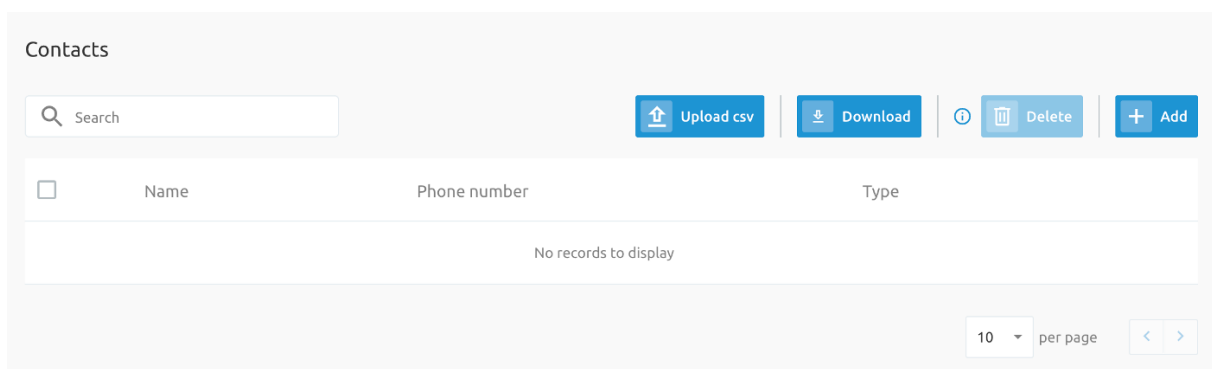 Contacts
Search
Upload csv
Download
Delete
Add
Name Phone number Type
No records to display
10 per page